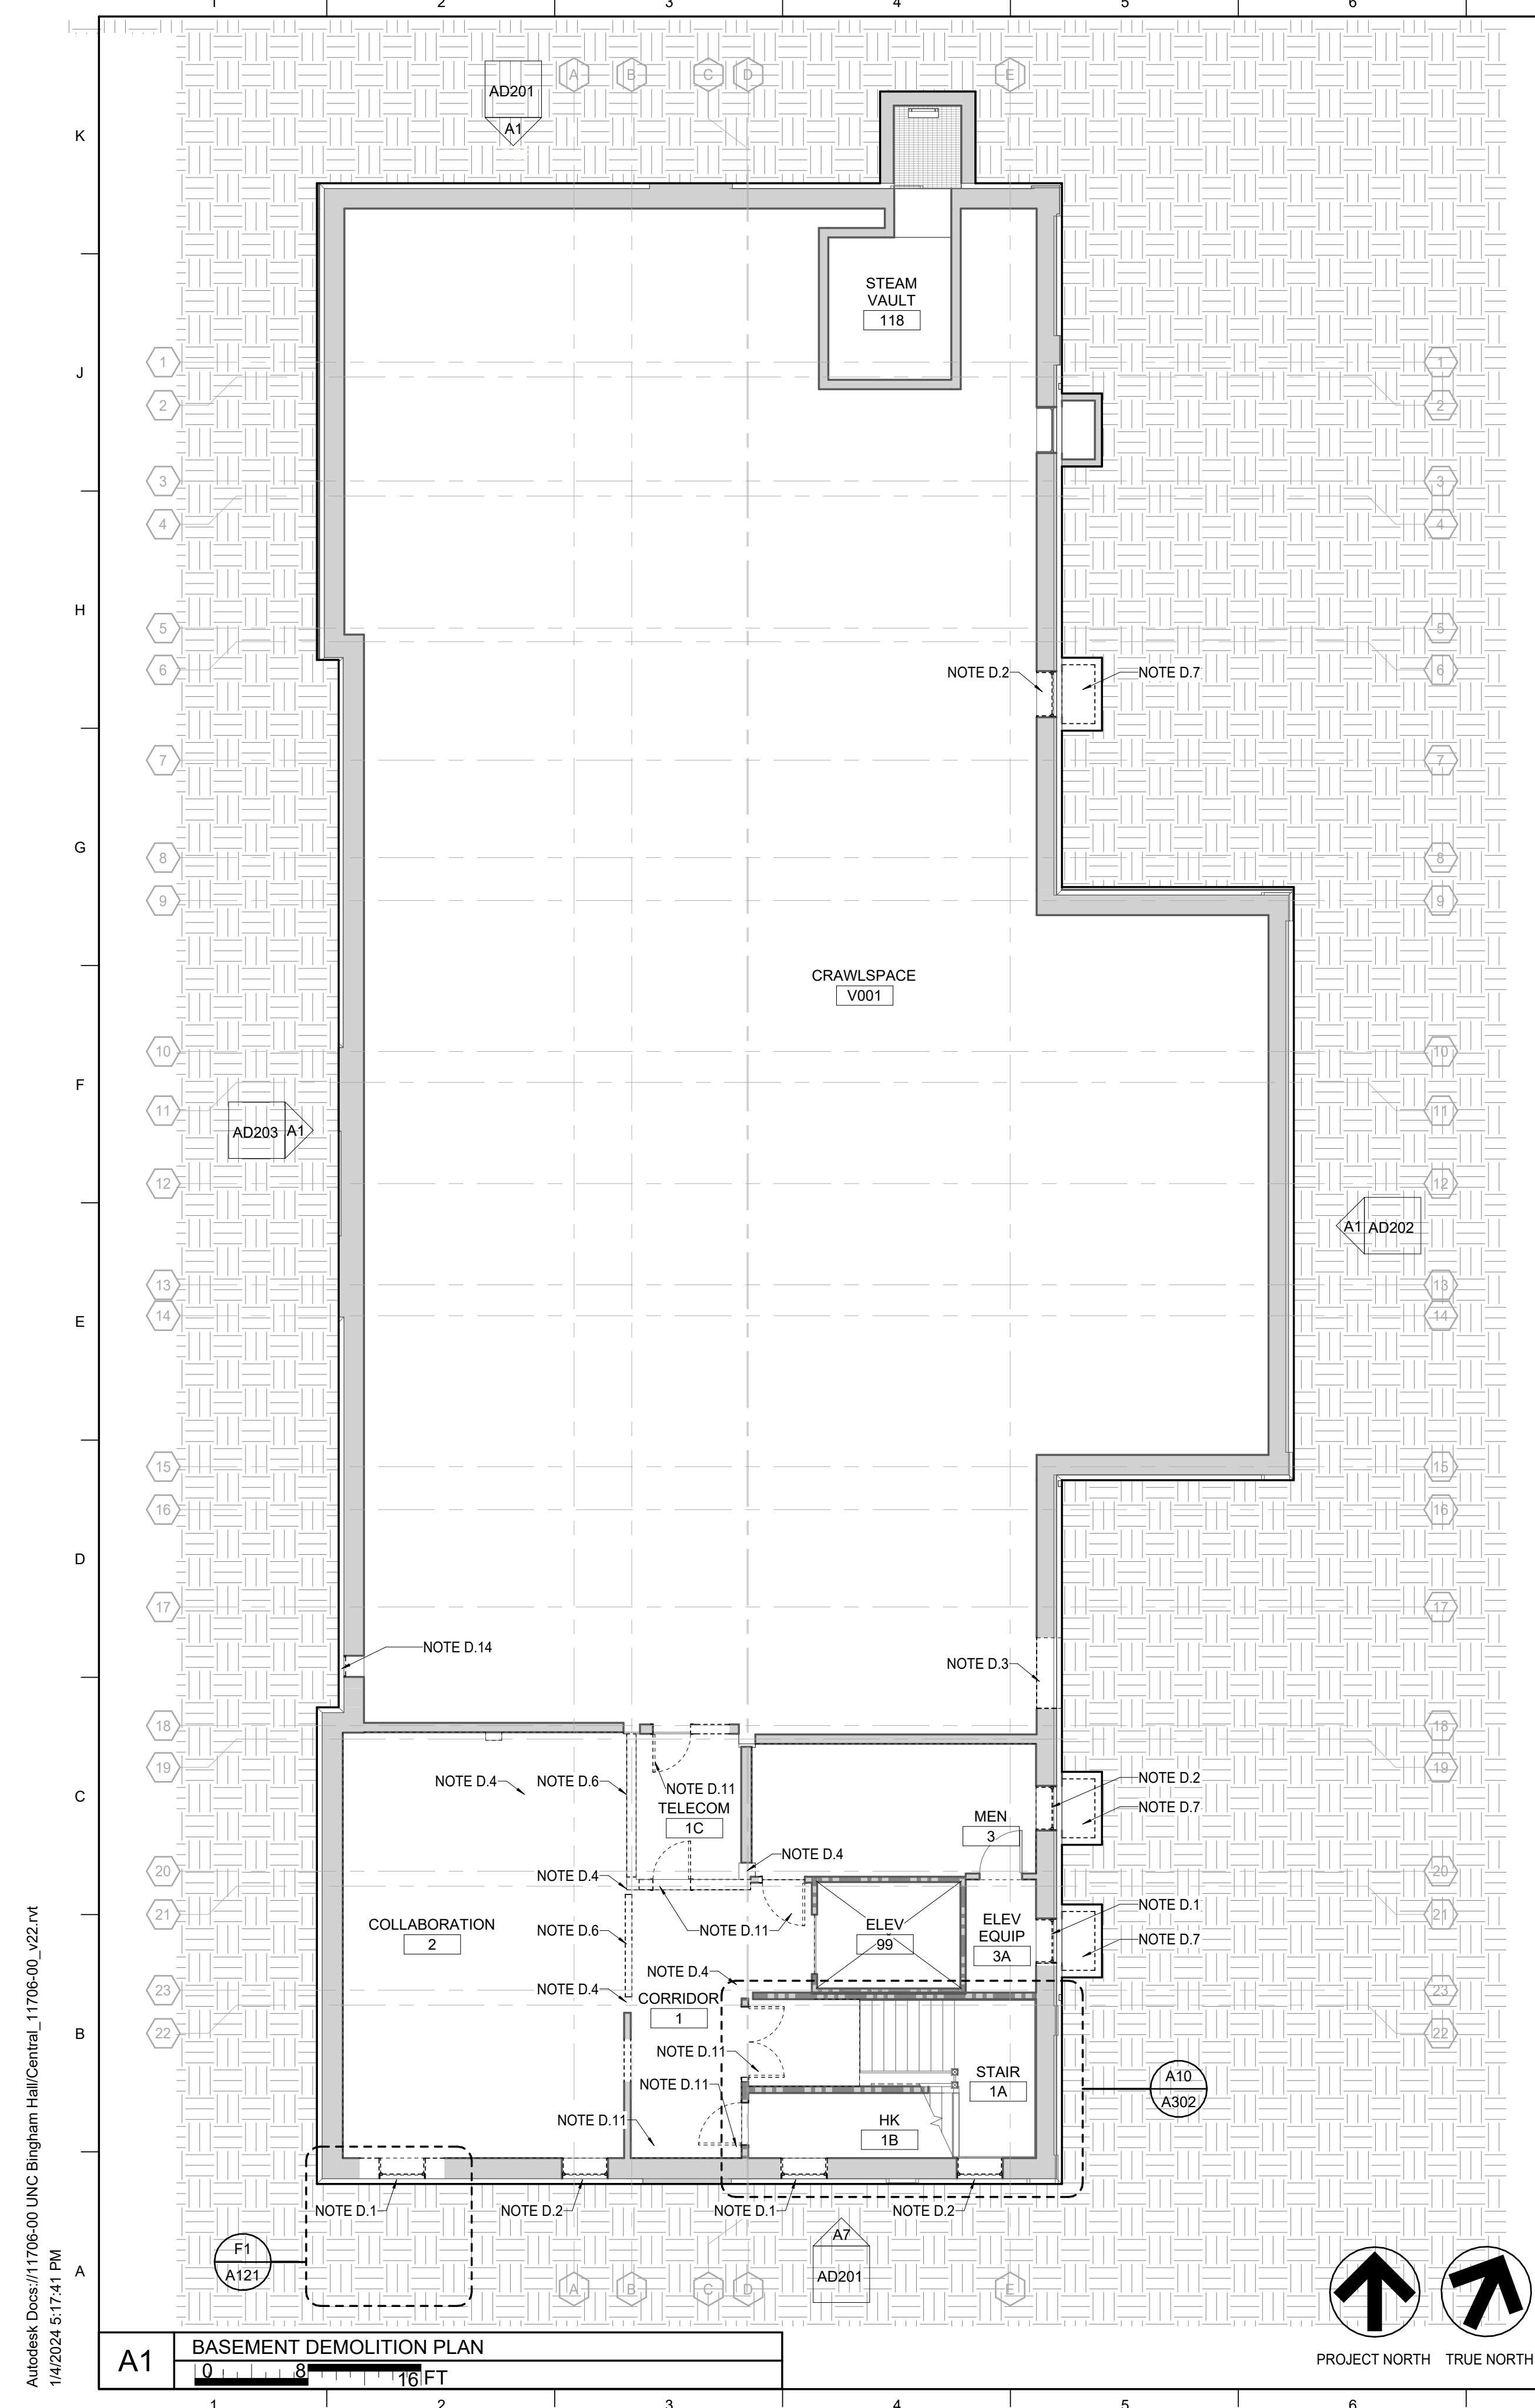 1
2
3
4
5
6
A
B
C
D
E
AD201
A1
K
STEAM
VAULT
118
1
1
J
2
2
3
3
4
4
H
5
5
6
6
NOTE D.2
NOTE D.7
7
7
G
8
8
9
9
CRAWLSPACE
V001
10
10
F
11
11
AD203
A1
12
12
A1
AD202
13
13
E
14
14
15
15
16
16
D
17
17
NOTE D.14
NOTE D.3
18
18
19
19
NOTE D.4
NOTE D.6
NOTE D.11
NOTE D.2
C
TELECOM
1C
MEN
3
NOTE D.7
NOTE D.4
20
20
NOTE D.4
NOTE D.1
21
21
COLLABORATION
2
NOTE D.6
NOTE D.11
ELEV
99
ELEV
EQUIP
3A
NOTE D.7
NOTE D.4
23
23
NOTE D.4
CORRIDOR
1
B
22
22
NOTE D.11
STAIR
1A
NOTE D.11
A10
A302
NOTE D.11
HK
1B
NOTE D.1
NOTE D.2
NOTE D.1
NOTE D.2
F1
A121
A7
AD201
A
A
B
C
D
E
PROJECT NORTH
TRUE NORTH
A1
BASEMENT DEMOLITION PLAN
0
8
16 FT
1
2
3
4
5
6
Autodesk Docs://11706-00 UNC Bingham Hall/Central_11706-00_v22.rvt
1/4/2024 5:17:41 PM